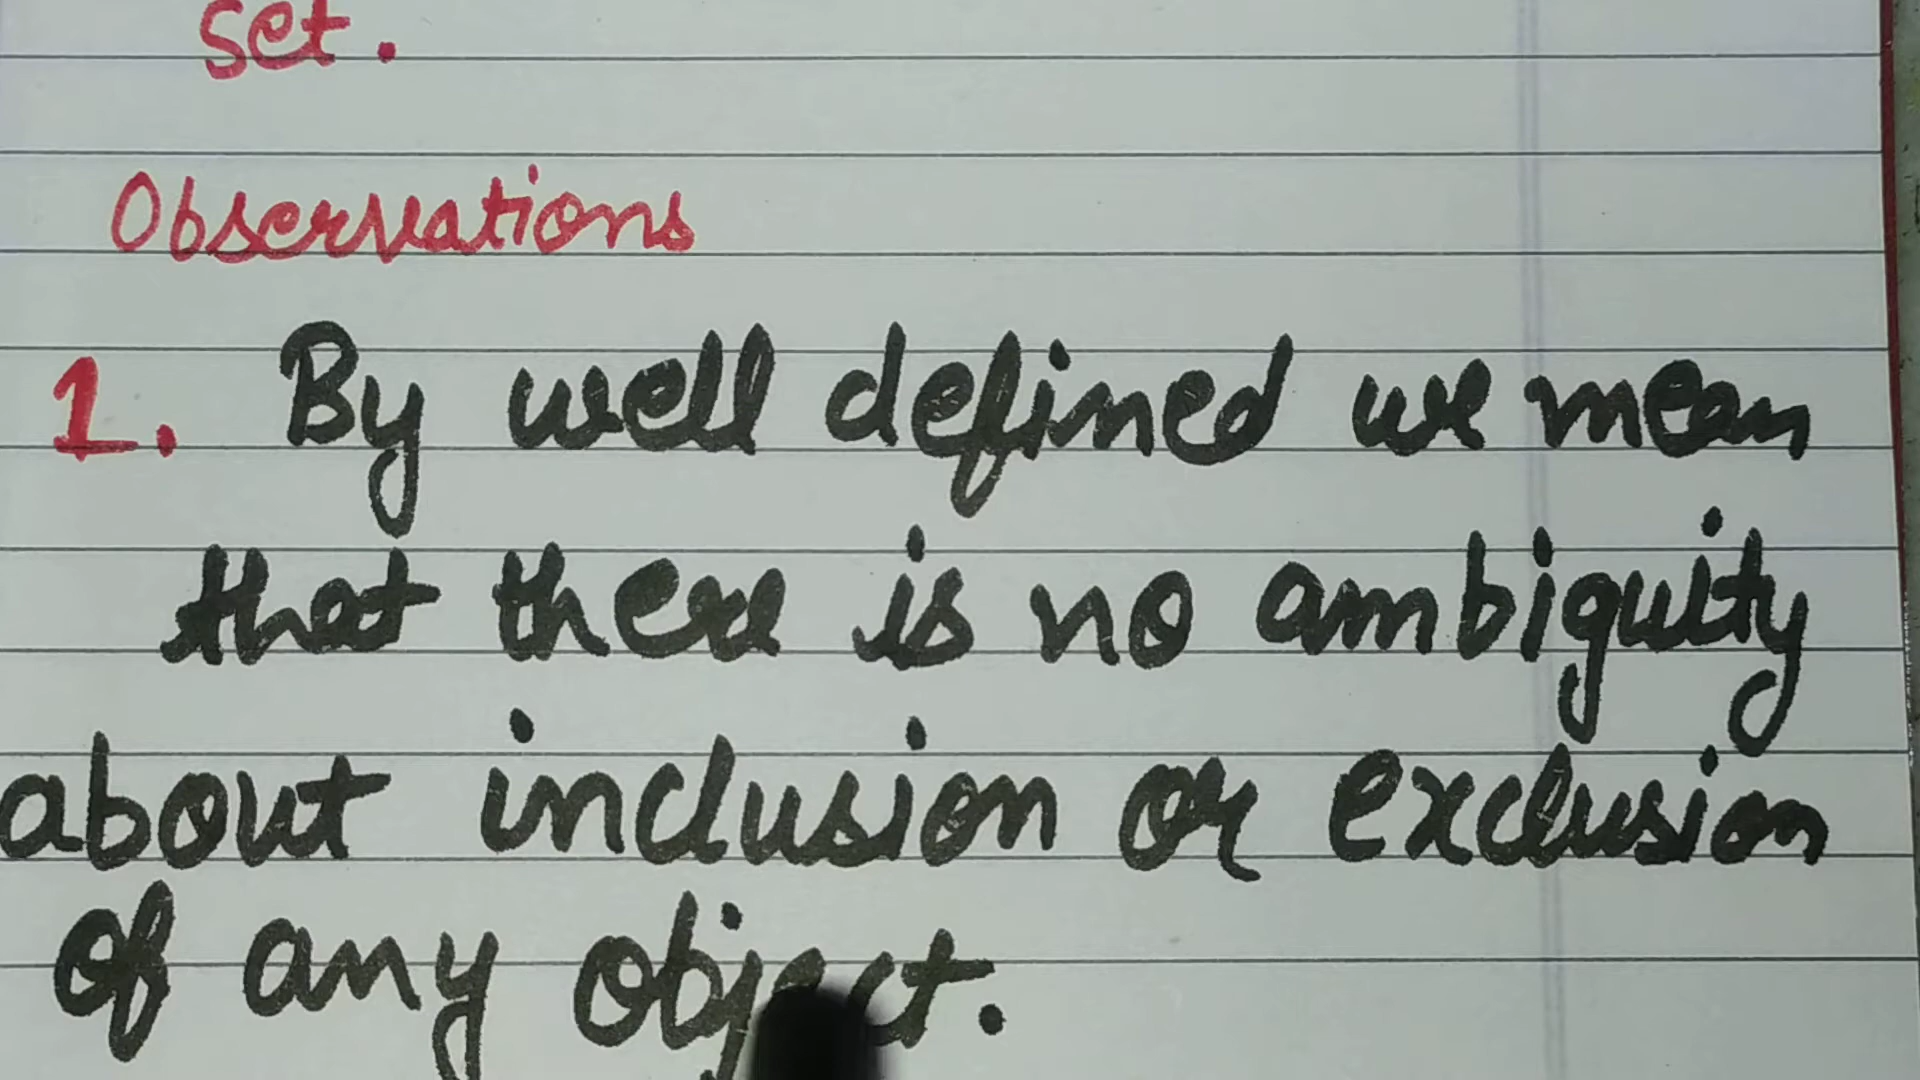 set.
Observations
1. By well defined we mean
that there is no ambiguity
about inclusion or exclusion
of any object.